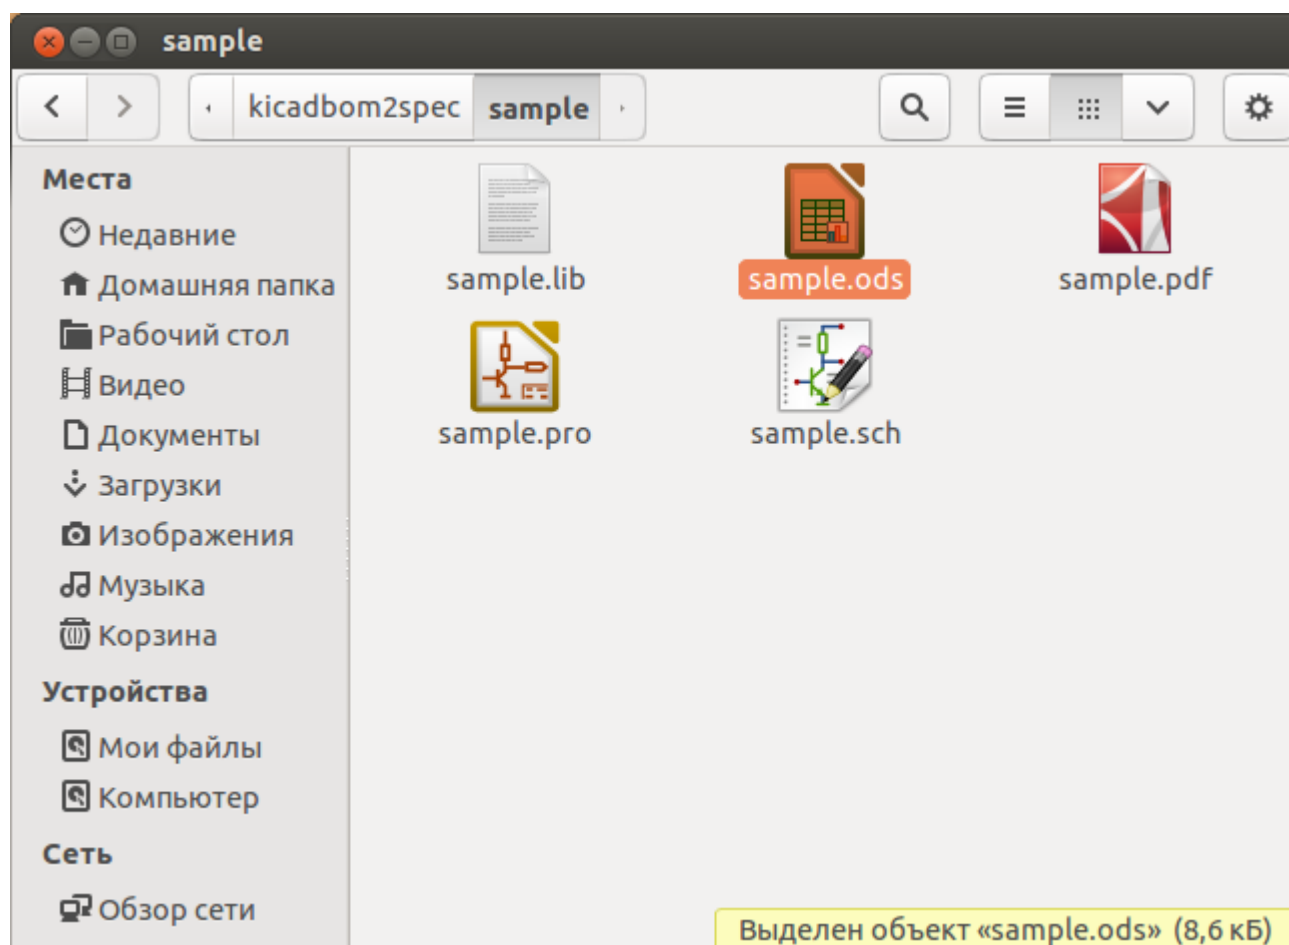 sample
kicadbom2spec sample
Места
Недавние
Домашняя папка
Рабочий стол
Видео
Документы
Загрузки
Изображения
Музыка
Корзина
Устройства
Мои файлы
Компьютер
Сеть
Обзор сети
sample.lib sample.ods sample.pdf
sample.pro sample.sch
Выделен объект «sample.ods» (8,6 кБ)